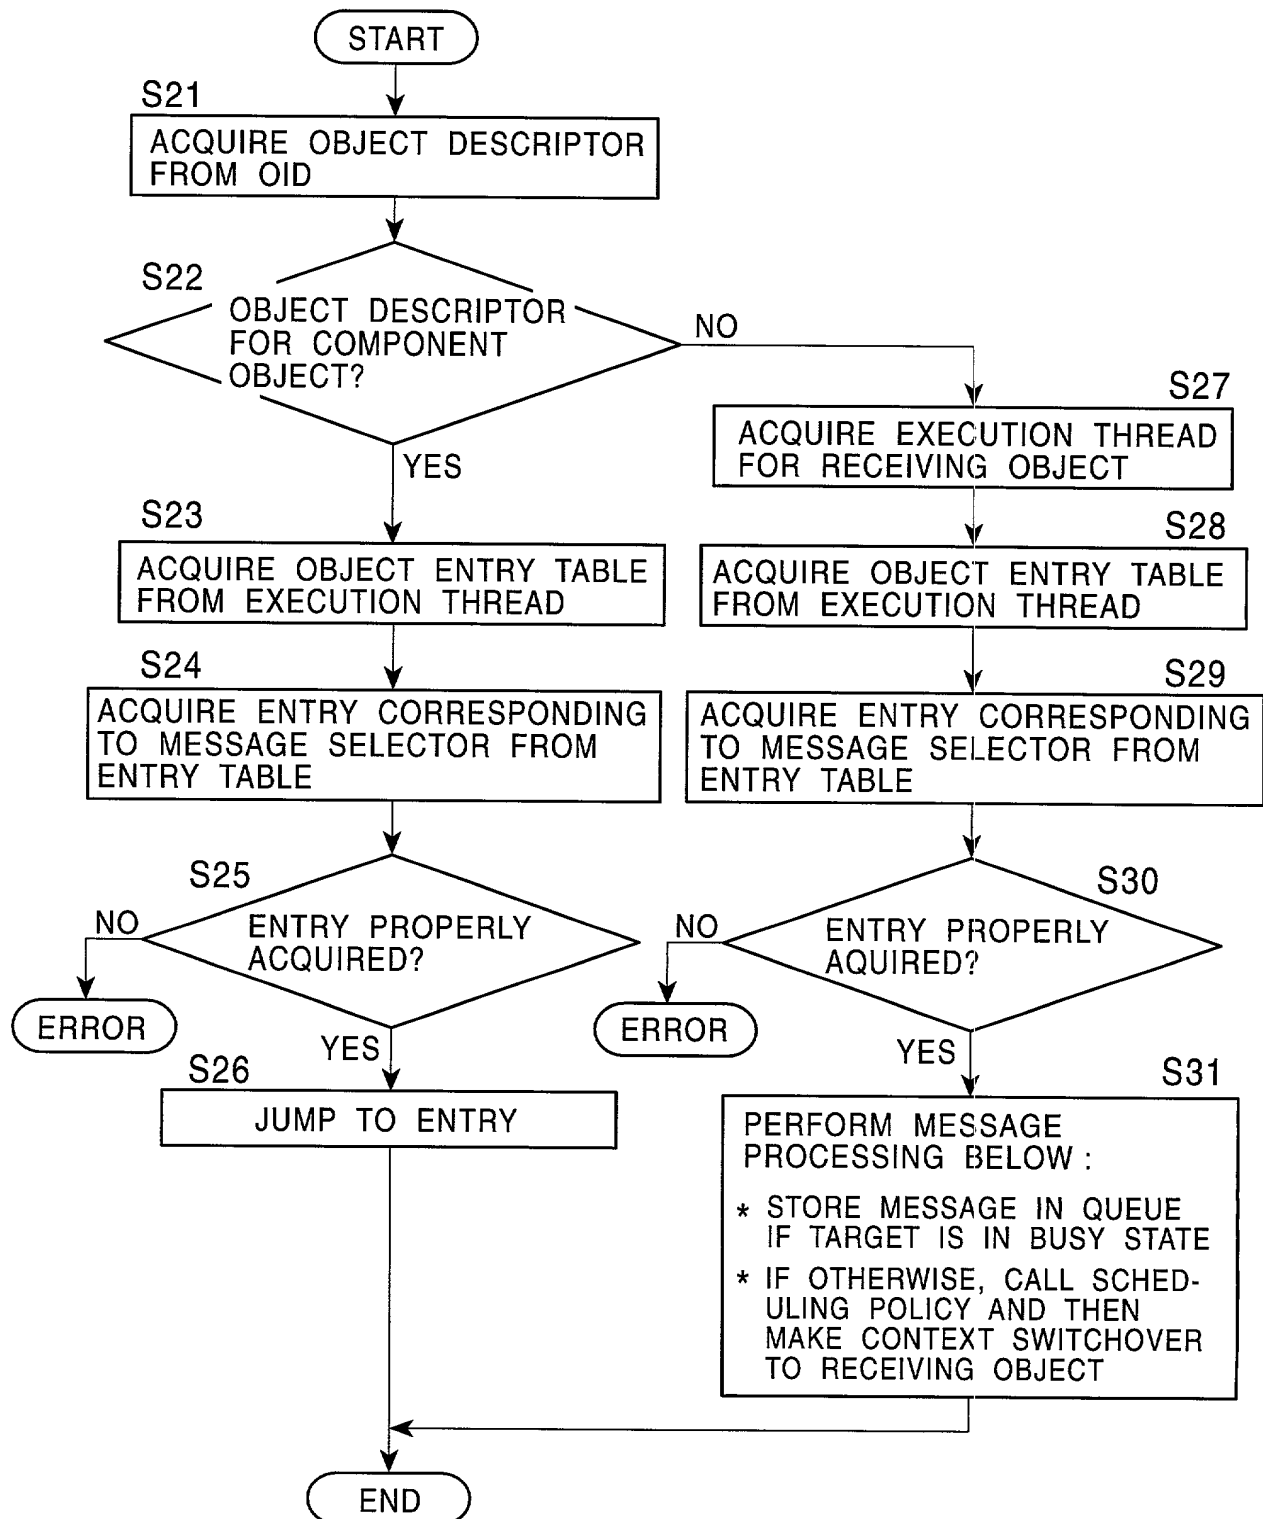 START
S21
ACQUIRE OBJECT DESCRIPTOR
FROM OID
S22
OBJECT DESCRIPTOR
FOR COMPONENT
OBJECT?
NO
YES
S23
ACQUIRE OBJECT ENTRY TABLE
FROM EXECUTION THREAD
S24
ACQUIRE ENTRY CORRESPONDING
TO MESSAGE SELECTOR FROM
ENTRY TABLE
S25
ENTRY PROPERLY
ACQUIRED?
NO
ERROR
YES
S26
JUMP TO ENTRY
S27
ACQUIRE EXECUTION THREAD
FOR RECEIVING OBJECT
S28
ACQUIRE OBJECT ENTRY TABLE
FROM EXECUTION THREAD
S29
ACQUIRE ENTRY CORRESPONDING
TO MESSAGE SELECTOR FROM
ENTRY TABLE
S30
ENTRY PROPERLY
AQUIRED?
NO
ERROR
YES
S31
PERFORM MESSAGE
PROCESSING BELOW :
* STORE MESSAGE IN QUEUE
IF TARGET IS IN BUSY STATE
* IF OTHERWISE, CALL SCHED-
ULING POLICY AND THEN
MAKE CONTEXT SWITCHOVER
TO RECEIVING OBJECT
END